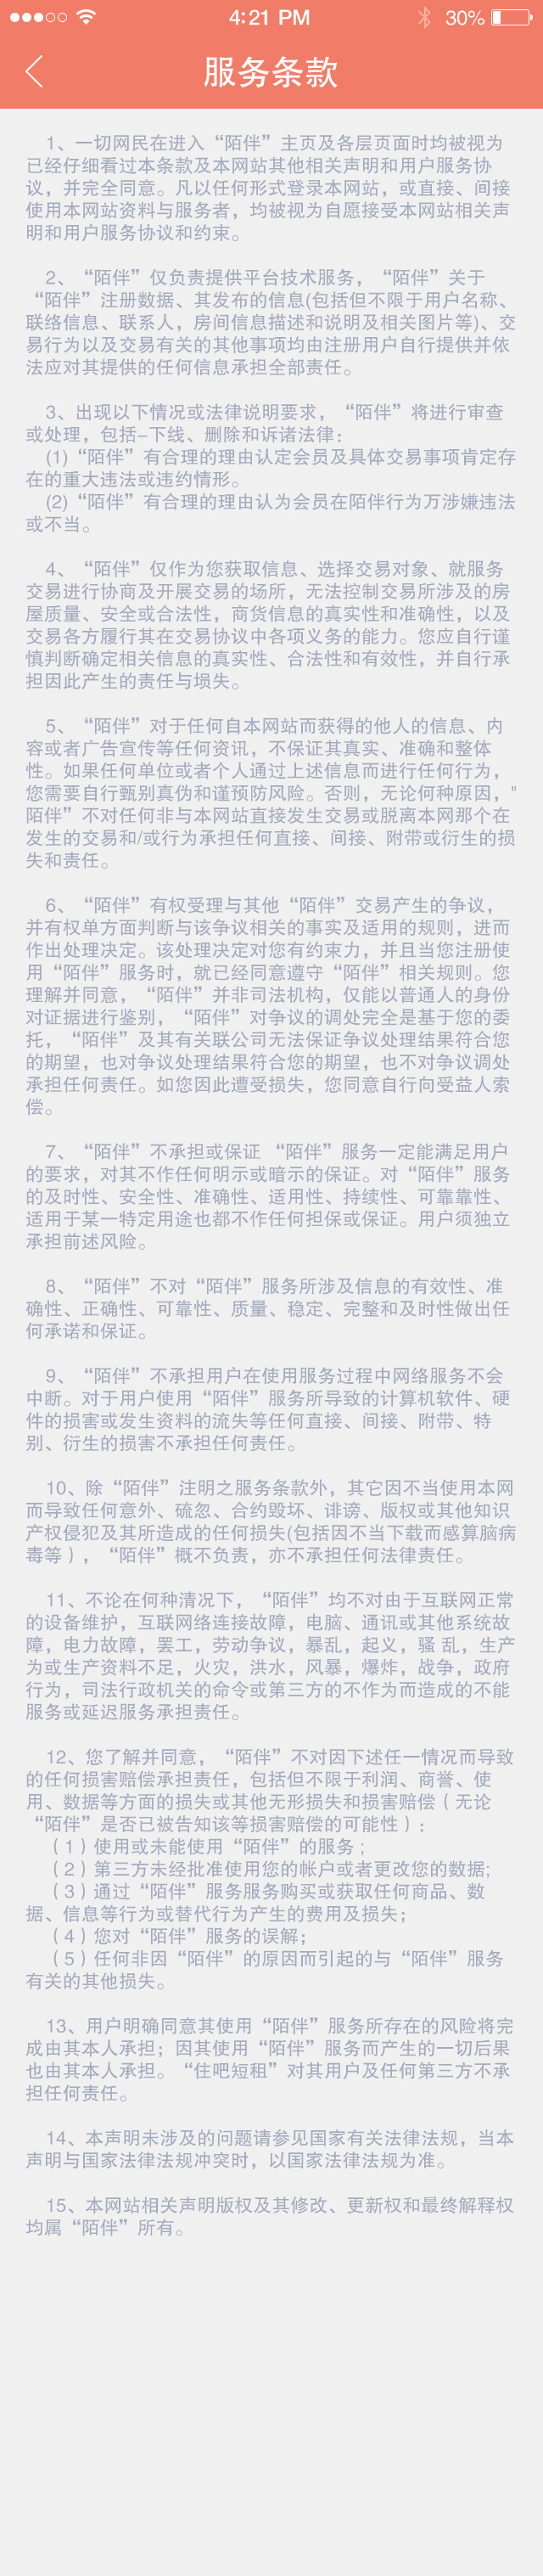 4:21 PM 30%
服务条款
1、一切网民在进入“陌伴”主页及各层页面时均被视为
已经仔细看过本条款及本网站其他相关声明和用户服务协
议，并完全同意。凡以任何形式登录本网站，或直接、间接
使用本网站资料与服务者，均被视为自愿接受本网站相关声
明和用户服务协议和约束。
2、“陌伴”仅负责提供平台技术服务，“陌伴”关于
“陌伴”注册数据、其发布的信息(包括但不限于用户名称、
联络信息、联系人，房间信息描述和说明及相关图片等)、交
易行为以及交易有关的其他事项均由注册用户自行提供并依
法应对其提供的任何信息承担全部责任。
3、出现以下情况或法律说明要求，“陌伴”将进行审查
或处理，包括–下线、删除和诉诸法律：
(1)“陌伴”有合理的理由认定会员及具体交易事项肯定存
在的重大违法或违约情形。
(2)“陌伴”有合理的理由认为会员在陌伴行为万涉嫌违法
或不当。
4、“陌伴”仅作为您获取信息、选择交易对象、就服务
交易进行协商及开展交易的场所，无法控制交易所涉及的房
屋质量、安全或合法性，商货信息的真实性和准确性，以及
交易各方履行其在交易协议中各项义务的能力。您应自行谨
慎判断确定相关信息的真实性、合法性和有效性，并自行承
担因此产生的责任与损失。
5、“陌伴”对于任何自本网站而获得的他人的信息、内
容或者广告宣传等任何资讯，不保证其真实、准确和整体
性。如果任何单位或者个人通过上述信息而进行任何行为，
您需要自行甄别真伪和谨预防风险。否则，无论何种原因，"
陌伴”不对任何非与本网站直接发生交易或脱离本网那个在
发生的交易和/或行为承担任何直接、间接、附带或衍生的损
失和责任。
6、“陌伴”有权受理与其他“陌伴”交易产生的争议，
并有权单方面判断与该争议相关的事实及适用的规则，进而
作出处理决定。该处理决定对您有约束力，并且当您注册使
用“陌伴”服务时，就已经同意遵守“陌伴”相关规则。您
理解并同意，“陌伴”并非司法机构，仅能以普通人的身份
对证据进行鉴别，“陌伴”对争议的调处完全是基于您的委
托，“陌伴”及其有关联公司无法保证争议处理结果符合您
的期望，也对争议处理结果符合您的期望，也不对争议调处
承担任何责任。如您因此遭受损失，您同意自行向受益人索
偿。
7、“陌伴”不承担或保证 “陌伴”服务一定能满足用户
的要求，对其不作任何明示或暗示的保证。对“陌伴”服务
的及时性、安全性、准确性、适用性、持续性、可靠靠性、
适用于某一特定用途也都不作任何担保或保证。用户须独立
承担前述风险。
8、“陌伴”不对“陌伴”服务所涉及信息的有效性、准
确性、正确性、可靠性、质量、稳定、完整和及时性做出任
何承诺和保证。
9、“陌伴”不承担用户在使用服务过程中网络服务不会
中断。对于用户使用“陌伴”服务所导致的计算机软件、硬
件的损害或发生资料的流失等任何直接、间接、附带、特
别、衍生的损害不承担任何责任。
10、除“陌伴”注明之服务条款外，其它因不当使用本网
而导致任何意外、硫忽、合约毁坏、诽谤、版权或其他知识
产权侵犯及其所造成的任何损失(包括因不当下载而感算脑病
毒等），“陌伴”概不负责，亦不承担任何法律责任。
11、不论在何种清况下，“陌伴”均不对由于互联网正常
的设备维护，互联网络连接故障，电脑、通讯或其他系统故
障，电力故障，罢工，劳动争议，暴乱，起义，骚 乱，生产
为或生产资料不足，火灾，洪水，风暴，爆炸，战争，政府
行为，司法行政机关的命令或第三方的不作为而造成的不能
服务或延迟服务承担责任。
12、您了解并同意，“陌伴”不对因下述任一情况而导致
的任何损害赔偿承担责任，包括但不限于利润、商誉、使
用、数据等方面的损失或其他无形损失和损害赔偿（无论
“陌伴”是否已被告知该等损害赔偿的可能性）：
（1）使用或未能使用“陌伴”的服务；
（2）第三方未经批准使用您的帐户或者更改您的数据;
（3）通过“陌伴”服务服务购买或获取任何商品、数
据、信息等行为或替代行为产生的费用及损失；
（4）您对“陌伴”服务的误解；
（5）任何非因“陌伴”的原因而引起的与“陌伴”服务
有关的其他损失。
13、用户明确同意其使用“陌伴”服务所存在的风险将完
成由其本人承担；因其使用“陌伴”服务而产生的一切后果
也由其本人承担。“住吧短租”对其用户及任何第三方不承
担任何责任。
14、本声明未涉及的问题请参见国家有关法律法规，当本
声明与国家法律法规冲突时，以国家法律法规为准。
15、本网站相关声明版权及其修改、更新权和最终解释权
均属“陌伴”所有。